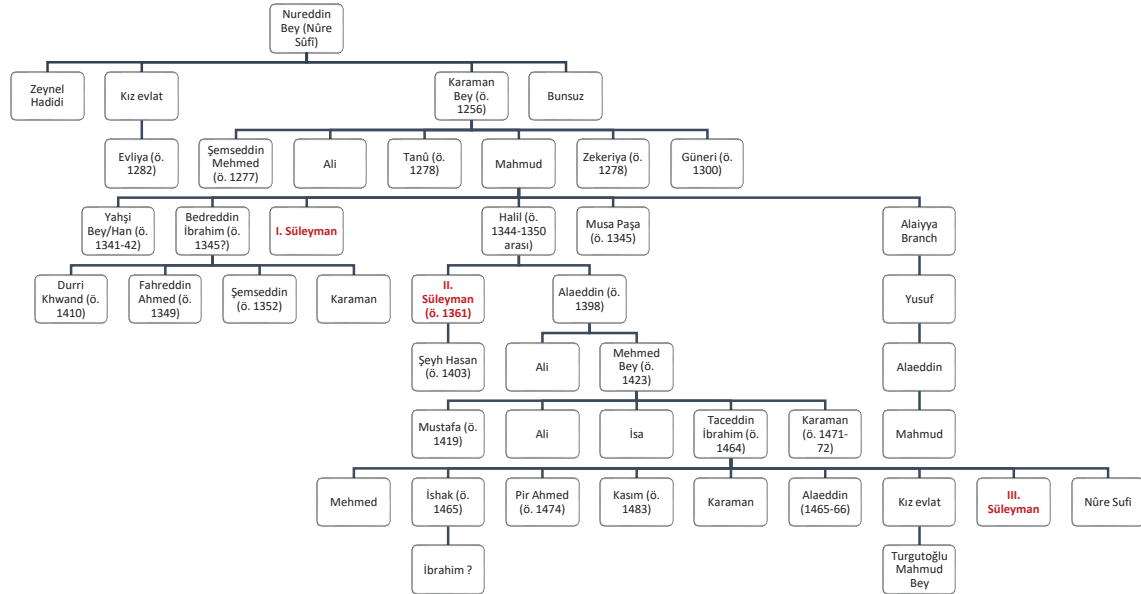 Nureddin
Bey (Nûre
Sûfî)
Zeynel
Hadidi
Kız evlat
Karaman
Bey (ö.
1256)
Bunsuz
Evliya (ö.
1282)
Şemseddin
Mehmed
(ö. 1277)
Ali
Tanû (ö.
1278)
Mahmud
Zekeriya (ö.
1278)
Güneri (ö.
1300)
Yahşi
Bey/Han (ö.
1341-42)
Bedreddin
İbrahim (ö.
1345?)
I. Süleyman
Halil (ö.
1344-1350
arası)
Musa Paşa
(ö. 1345)
Alaiyya
Branch
Durri
Khwand (ö.
1410)
Fahreddin
Ahmed (ö.
1349)
Şemseddin
(ö. 1352)
Karaman
II.
Süleyman
(ö. 1361)
Alaeddin (ö.
1398)
Yusuf
Şeyh Hasan
(ö. 1403)
Ali
Mehmed
Bey (ö.
1423)
Alaeddin
Mustafa (ö.
1419)
Ali
İsa
Taceddin
İbrahim (ö.
1464)
Karaman
(ö. 1471-
72)
Mahmud
Mehmed
İshak (ö.
1465)
Pir Ahmed
(ö. 1474)
Kasım (ö.
1483)
Karaman
Alaeddin
(1465-66)
Kız evlat
III.
Süleyman
Nûre Sufi
İbrahim ?
Turgutoğlu
Mahmud
Bey